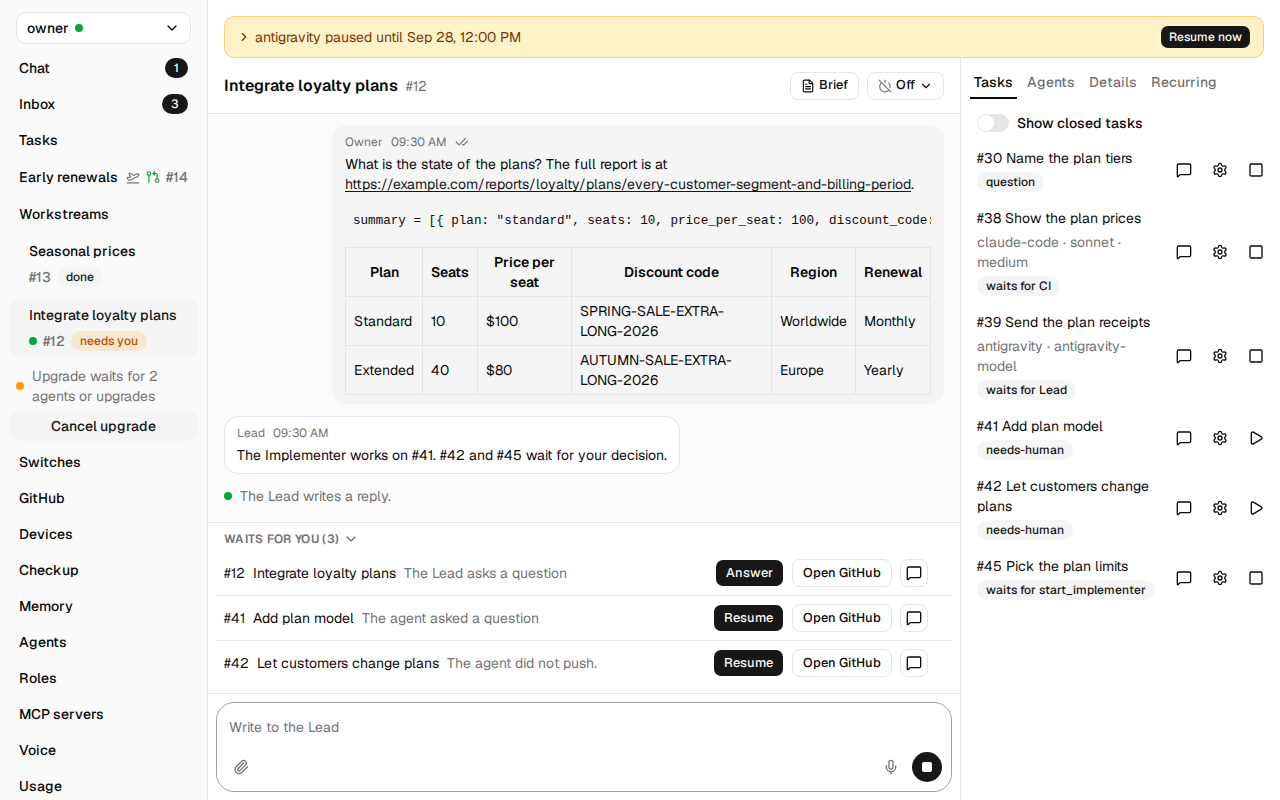 owner
Chat 1
Inbox 3
Tasks
Early renewals #14
Workstreams
Seasonal prices
#13 done
Integrate loyalty plans
#12 needs you
Upgrade waits for 2
agents or upgrades
Cancel upgrade
Switches
GitHub
Devices
Checkup
Memory
Agents
Roles
MCP servers
Voice
Usage
antigravity paused until Sep 28, 12:00 PM
Resume now
Integrate loyalty plans #12
Brief
Off
Owner 09:30 AM
What is the state of the plans? The full report is at
https://example.com/reports/loyalty/plans/every-customer-segment-and-billing-period.
summary = [{ plan: "standard", seats: 10, price_per_seat: 100, discount_code:
Plan Seats Price per seat Discount code Region Renewal
Standard 10 $100 SPRING-SALE-EXTRA-LONG-2026 Worldwide Monthly
Extended 40 $80 AUTUMN-SALE-EXTRA-LONG-2026 Europe Yearly
Lead 09:30 AM
The Implementer works on #41. #42 and #45 wait for your decision.
The Lead writes a reply.
WAITS FOR YOU (3)
#12 Integrate loyalty plans The Lead asks a question Answer Open GitHub
#41 Add plan model The agent asked a question Resume Open GitHub
#42 Let customers change plans The agent did not push. Resume Open GitHub
Write to the Lead
Tasks Agents Details Recurring
Show closed tasks
#30 Name the plan tiers
question
#38 Show the plan prices
claude-code · sonnet ·
medium
waits for CI
#39 Send the plan receipts
antigravity · antigravity-
model
waits for Lead
#41 Add plan model
needs-human
#42 Let customers change
plans
needs-human
#45 Pick the plan limits
waits for start_implementer